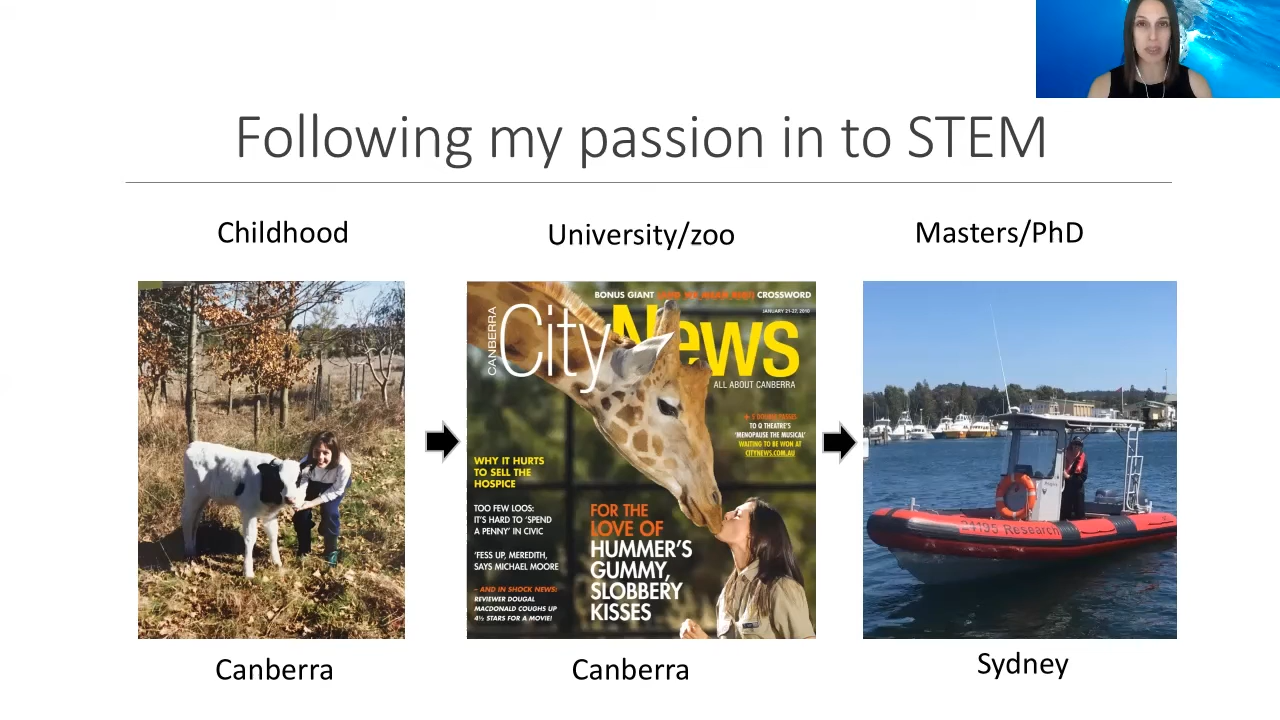 Following my passion in to STEM
Childhood
University/zoo
Masters/PhD
BONUS GIANT CROSSWORD
JANUARY 21-27, 2010
CANBERRA
CityNews
ALL ABOUT CANBERRA
TO Q THEATRE'S
'MENOPAUSE THE MUSICAL'
WAITING TO BE WON AT
CITYNEWS.COM.AU
WHY IT HURTS
TO SELL THE
HOSPICE
TOO FEW LOOS:
IT'S HARD TO 'SPEND
A PENNY' IN CIVIC
'FESS UP, MEREDITH,
SAYS MICHAEL MOORE
– AND IN SHOCK NEWS:
REVIEWER DOUGAL
MACDONALD COUGHS UP
4½ STARS FOR A MOVIE!
FOR THE
LOVE OF
HUMMER'S
GUMMY,
SLOBBERY
KISSES
Research
Canberra
Canberra
Sydney